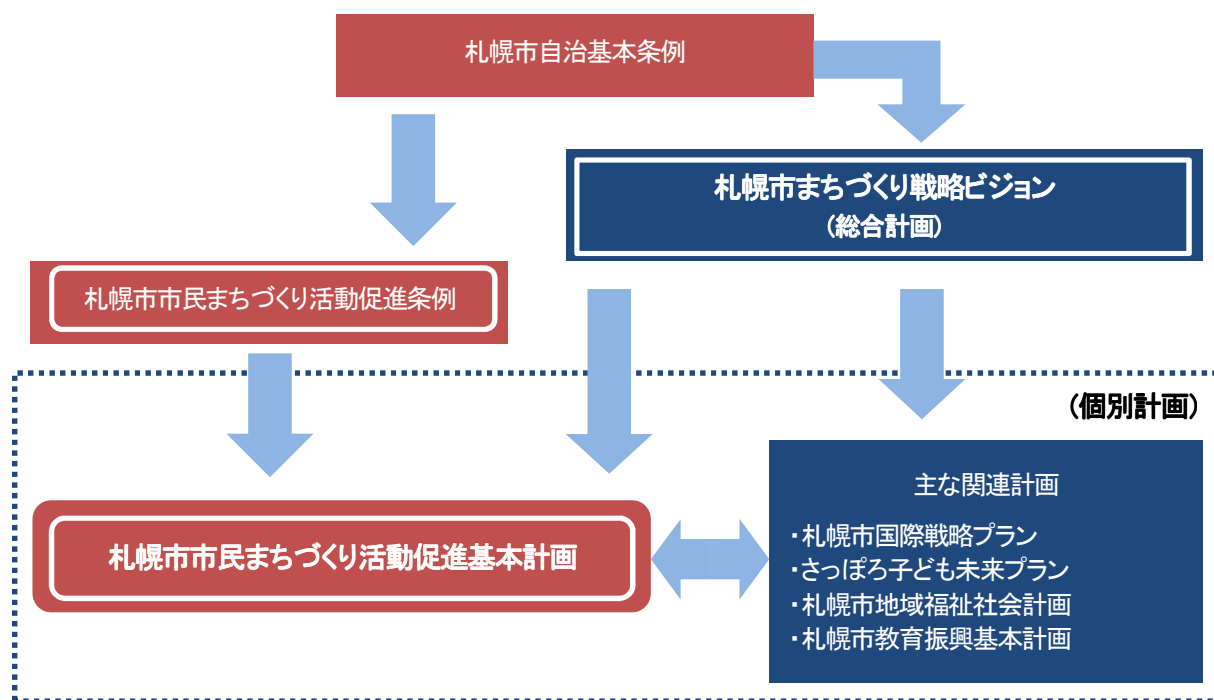 札幌市自治基本条例
札幌市まちづくり戦略ビジョン
(総合計画)
札幌市市民まちづくり活動促進条例
(個別計画)
主な関連計画
・札幌市国際戦略プラン
・さっぽろ子ども未来プラン
・札幌市地域福祉社会計画
・札幌市教育振興基本計画
札幌市市民まちづくり活動促進基本計画